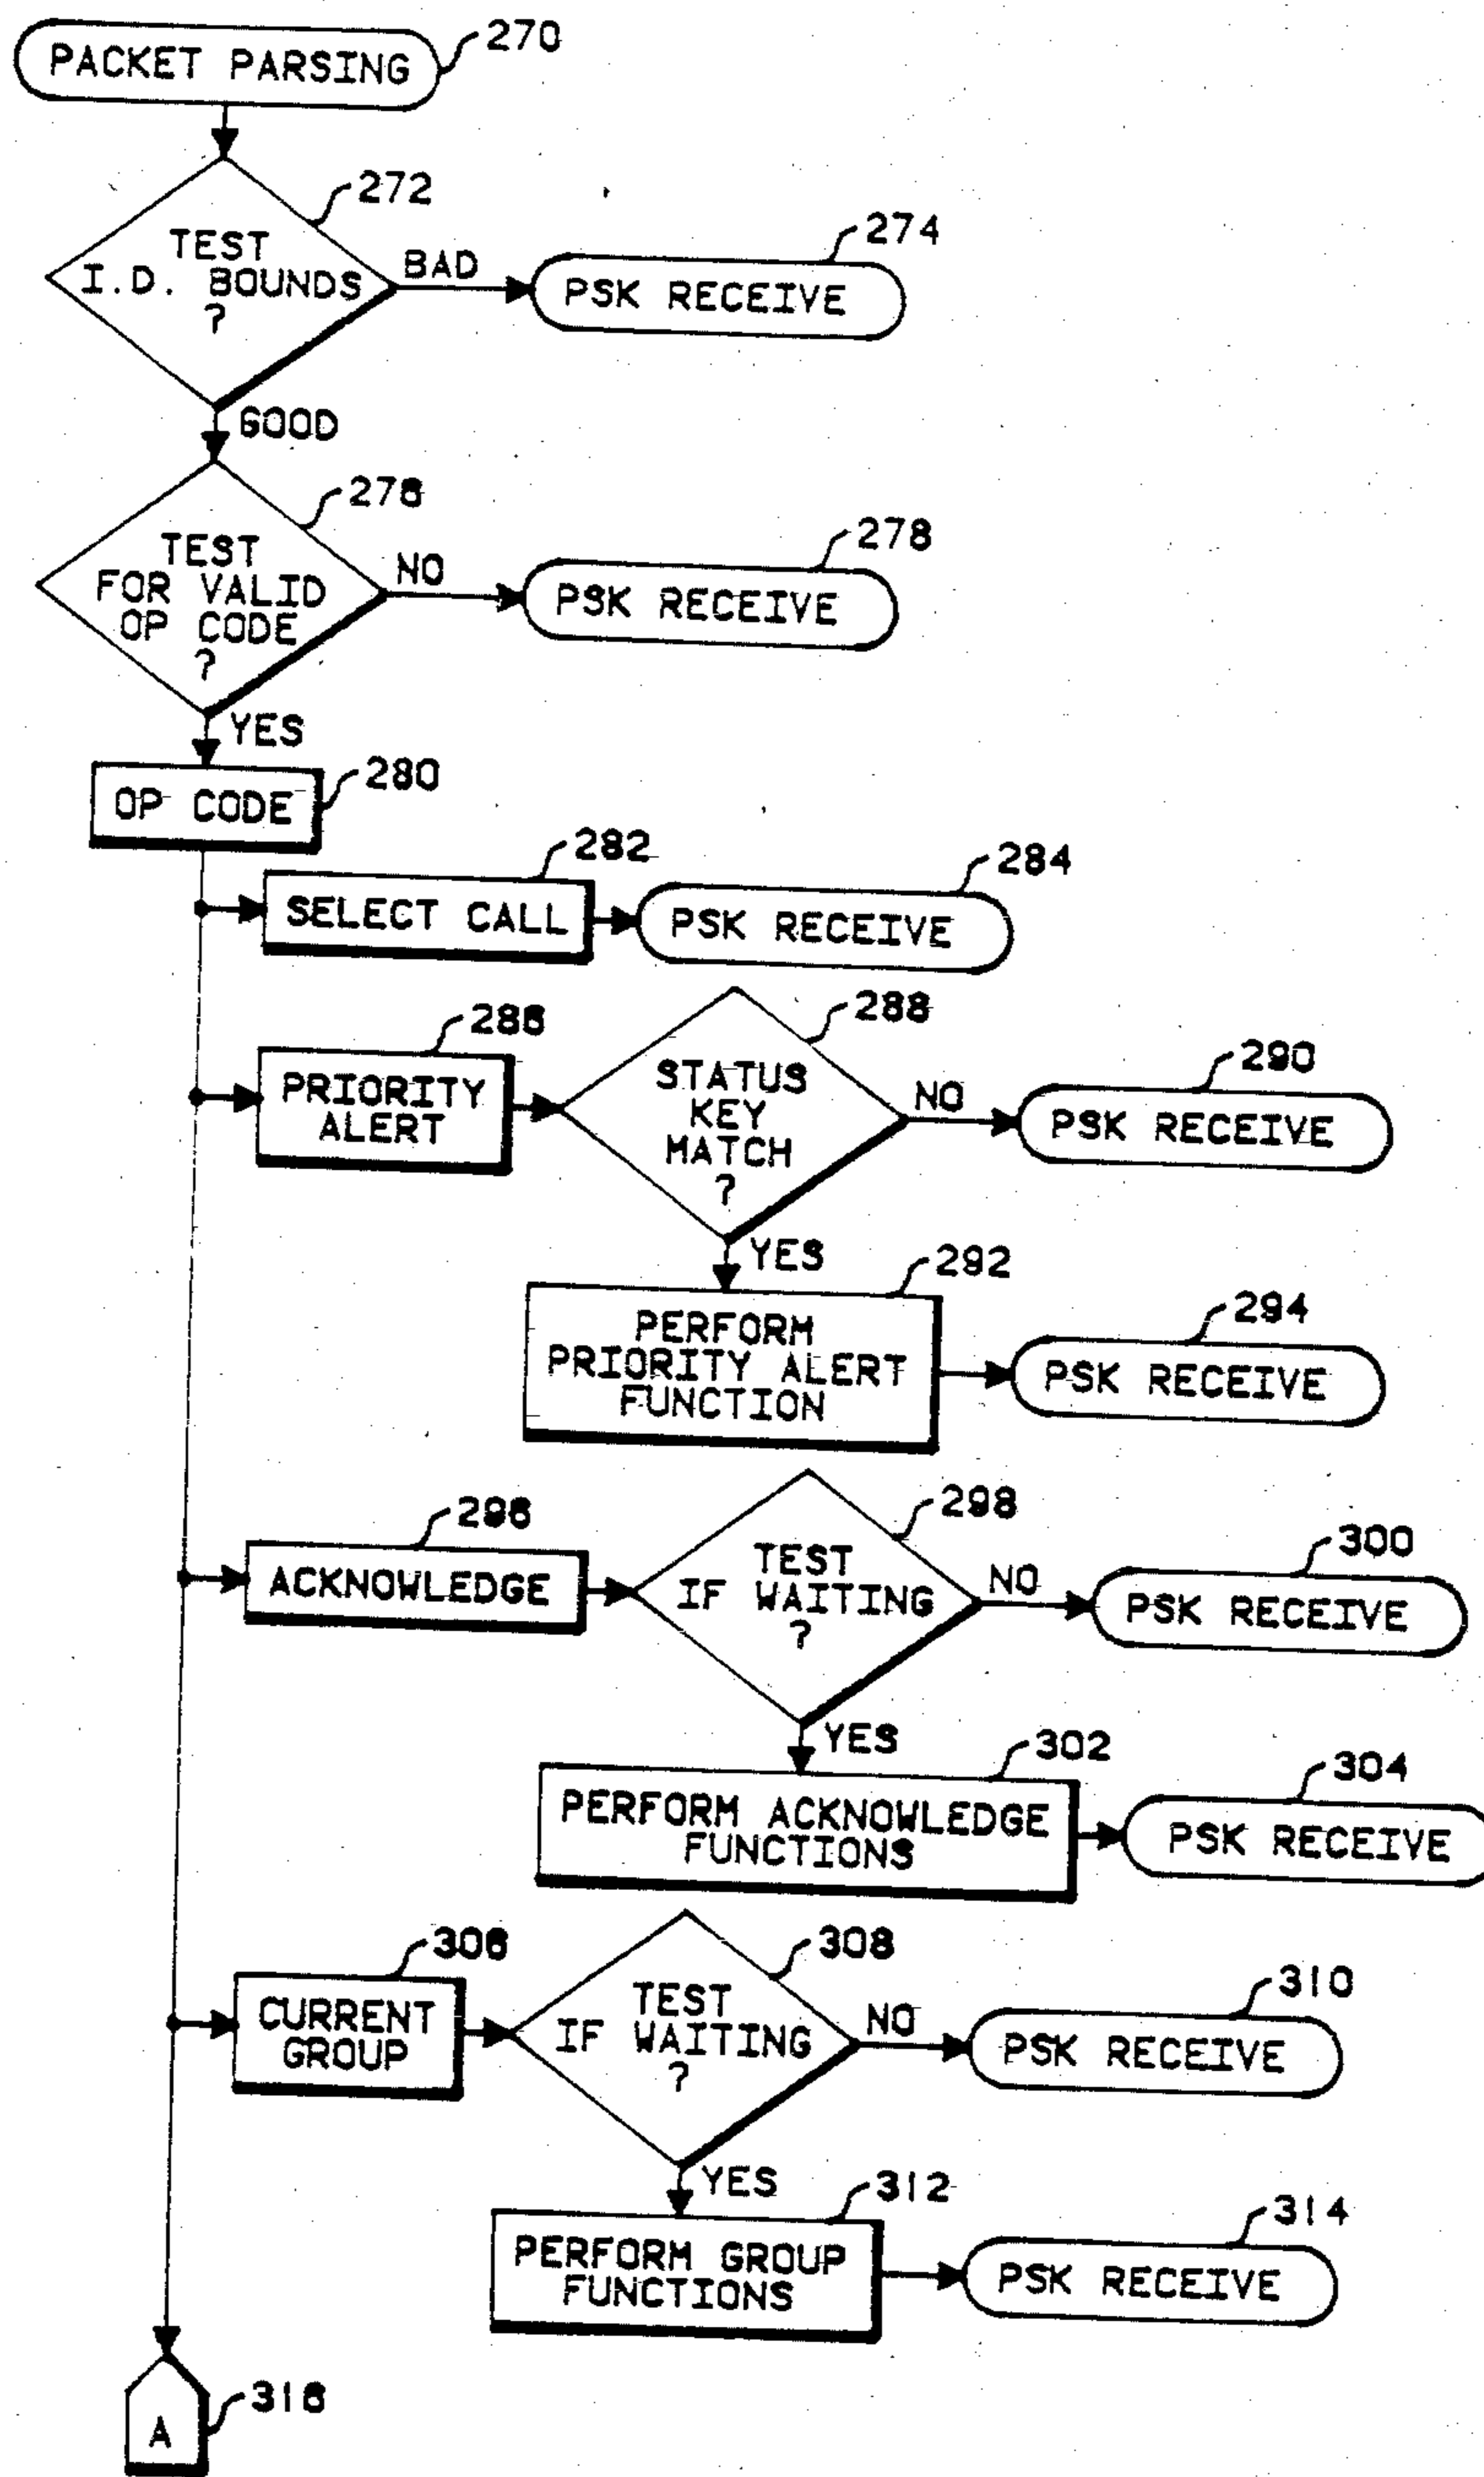 PACKET PARSING
270
TEST
I.D. BOUNDS
?
272
BAD
PSK RECEIVE
274
GOOD
TEST
FOR VALID
OP CODE
?
276
NO
PSK RECEIVE
278
YES
OP CODE
280
SELECT CALL
282
PSK RECEIVE
284
PRIORITY
ALERT
286
STATUS
KEY
MATCH
?
288
NO
PSK RECEIVE
290
YES
PERFORM
PRIORITY ALERT
FUNCTION
292
PSK RECEIVE
294
ACKNOWLEDGE
296
TEST
IF WAITING
?
298
NO
PSK RECEIVE
300
YES
PERFORM ACKNOWLEDGE
FUNCTIONS
302
PSK RECEIVE
304
CURRENT
GROUP
306
TEST
IF WAITING
?
308
NO
PSK RECEIVE
310
YES
PERFORM GROUP
FUNCTIONS
312
PSK RECEIVE
314
A
316